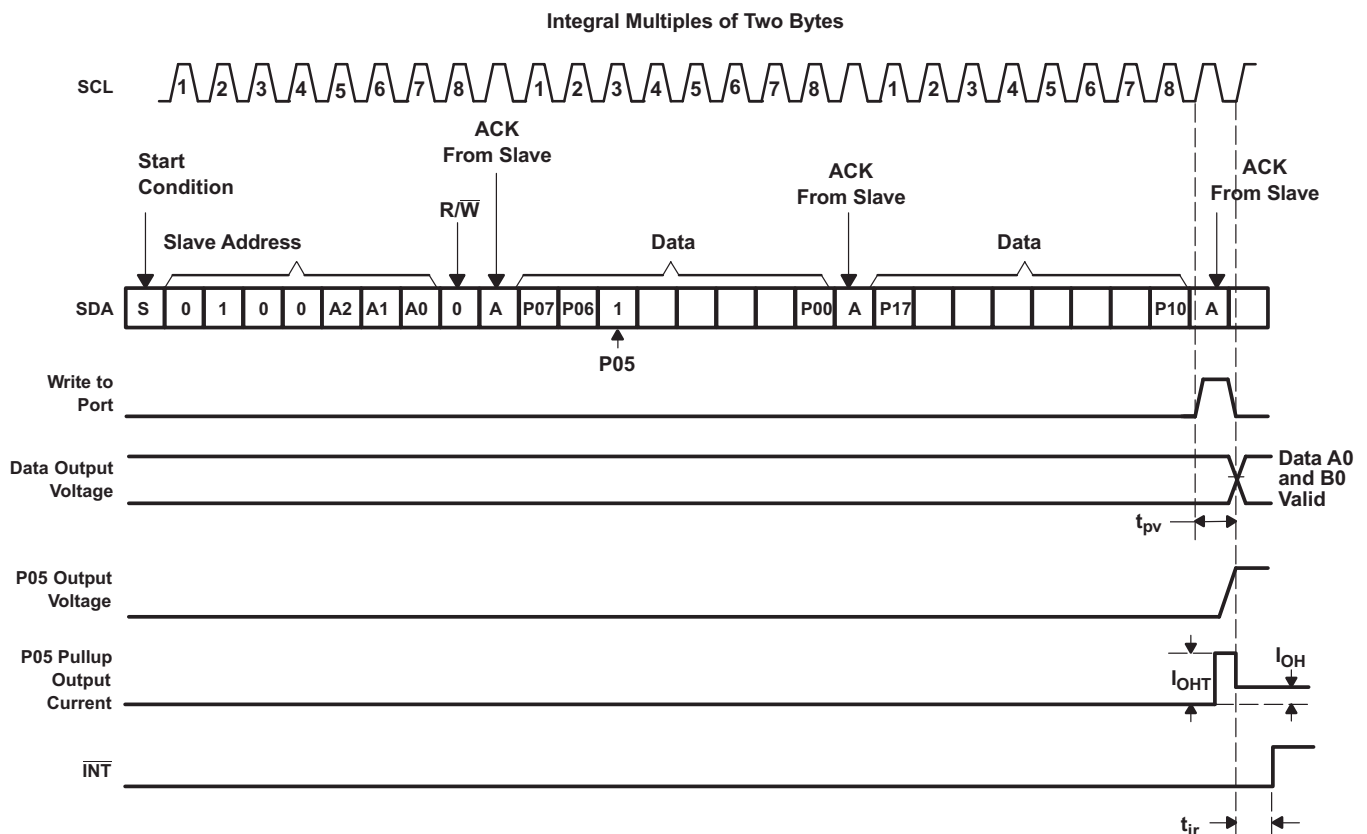 Integral Multiples of Two Bytes
SCL
1 2 3 4 5 6 7 8 1 2 3 4 5 6 7 8 1 2 3 4 5 6 7 8
Start
Condition
ACK
From Slave
R/W̅
ACK
From Slave
ACK
From Slave
Slave Address
Data
Data
SDA
S 0 1 0 0 A2 A1 A0 0 A P07 P06 1 P00 A P17 P10 A
P05
Write to
Port
Data Output
Voltage
Data A0
and B0
Valid
tpv
P05 Output
Voltage
P05 Pullup
Output
Current
IOHT
IOH
I̅N̅T̅
tir